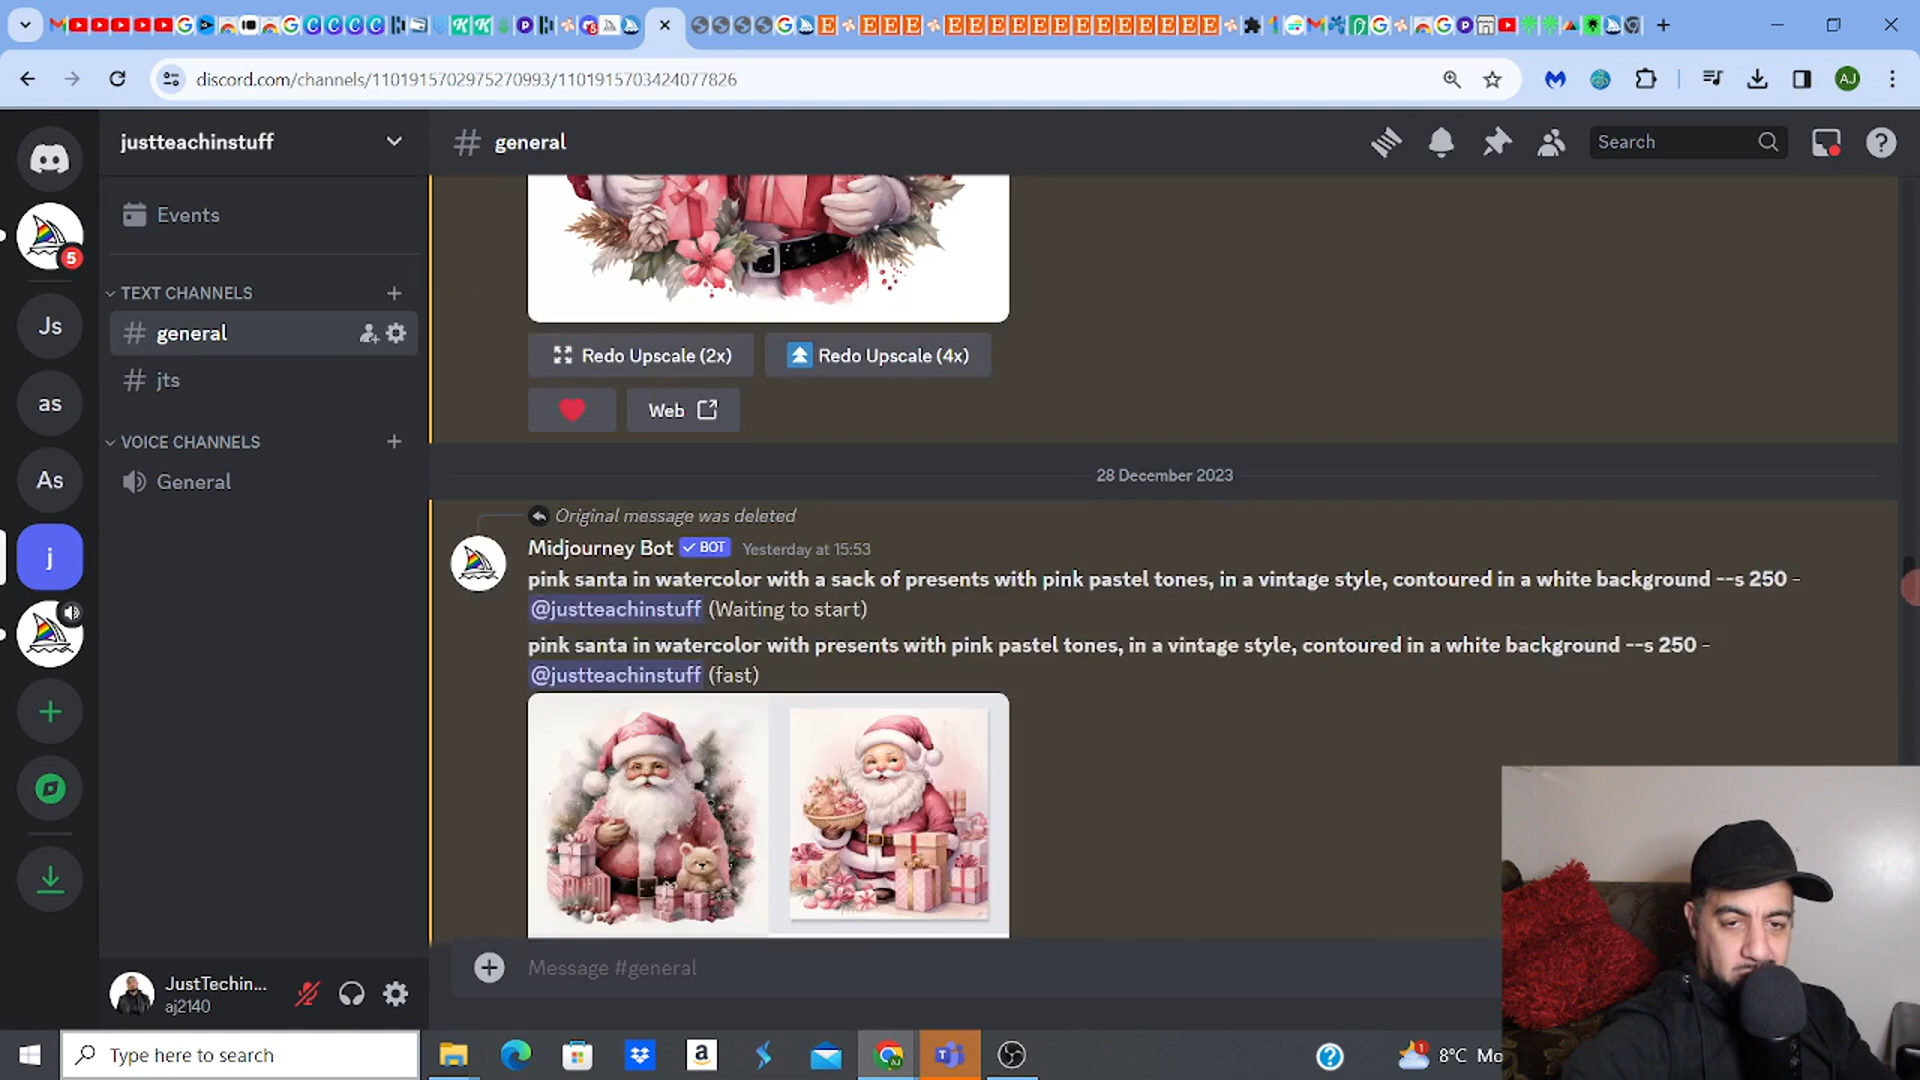 discord.com/channels/1101915702975270993/1101915703424077826
AJ
justteachinstuff
general
Search
Events
5
TEXT CHANNELS
Js
general
jts
as
VOICE CHANNELS
General
As
j
Redo Upscale (2x)
Redo Upscale (4x)
Web
28 December 2023
Original message was deleted
Midjourney Bot BOT Yesterday at 15:53
pink santa in watercolor with a sack of presents with pink pastel tones, in a vintage style, contoured in a white background --s 250 -
@justteachinstuff (Waiting to start)
pink santa in watercolor with presents with pink pastel tones, in a vintage style, contoured in a white background --s 250 -
@justteachinstuff (fast)
Message #general
JustTechin...
aj2140
Type here to search
1
8°C Mo